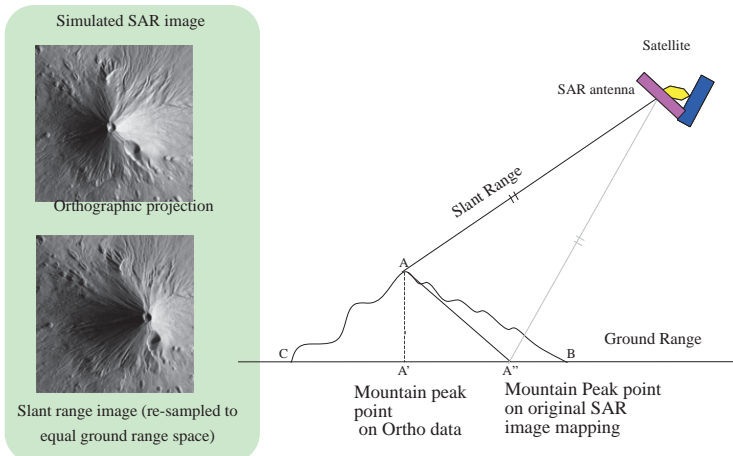 Simulated SAR image
Orthographic projection
Slant range image (re-sampled to
equal ground range space)
Satellite
SAR antenna
Slant Range
A
C
B
Ground Range
A'
A''
Mountain peak
point
on Ortho data
Mountain Peak point
on original SAR
image mapping